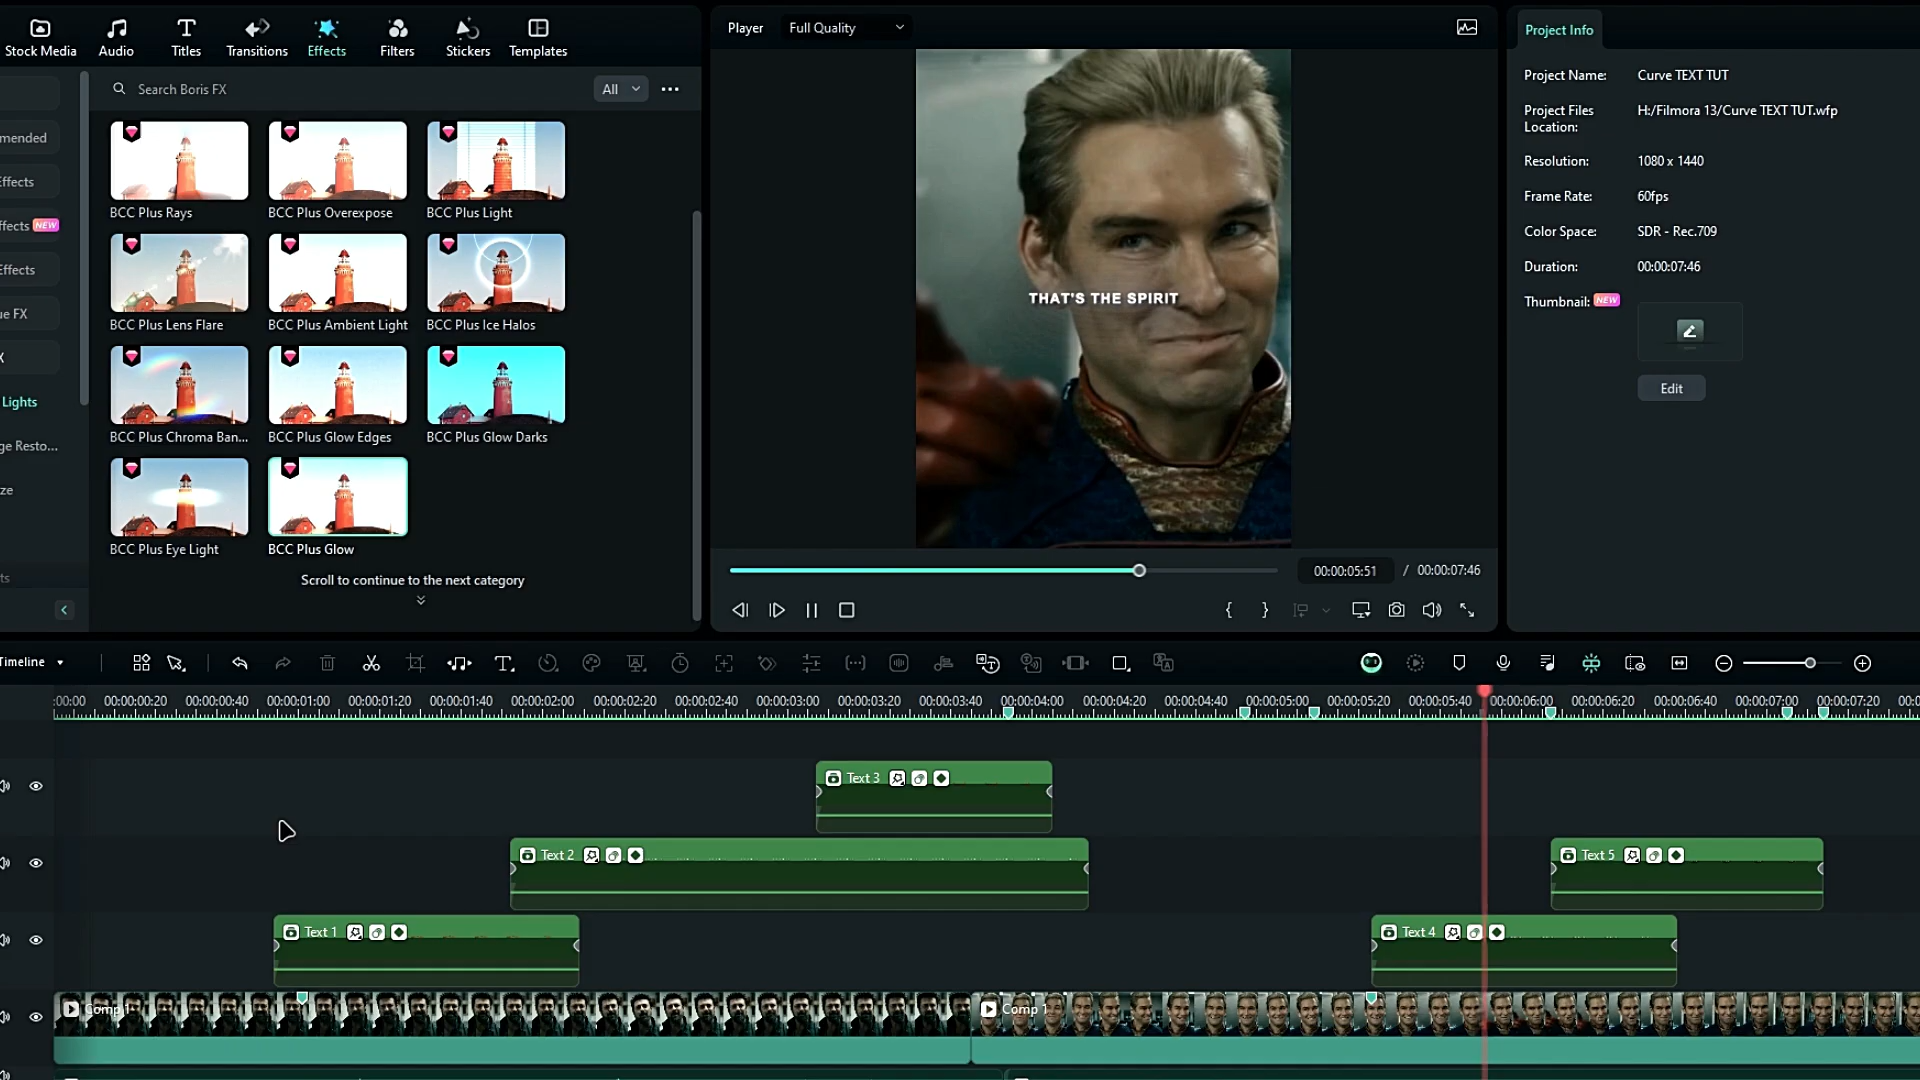 Stock Media Audio Titles Transitions Effects Filters Stickers Templates
Search Boris FX All
mended
Effects
ffects NEW
Effects
ue FX
X
Lights
ge Resto...
ze
ts
BCC Plus Rays BCC Plus Overexpose BCC Plus Light
BCC Plus Lens Flare BCC Plus Ambient Light BCC Plus Ice Halos
BCC Plus Chroma Ban... BCC Plus Glow Edges BCC Plus Glow Darks
BCC Plus Eye Light BCC Plus Glow
Scroll to continue to the next category
Player Full Quality
THAT'S THE SPIRIT
00:00:05:51 / 00:00:07:46
Project Info
Project Name: Curve TEXT TUT
Project Files Location: H:/Filmora 13/Curve TEXT TUT.wfp
Resolution: 1080 x 1440
Frame Rate: 60fps
Color Space: SDR - Rec.709
Duration: 00:00:07:46
Thumbnail: NEW
Edit
Timeline
:00:00 00:00:00:20 00:00:00:40 00:00:01:00 00:00:01:20 00:00:01:40 00:00:02:00 00:00:02:20 00:00:02:40 00:00:03:00 00:00:03:20 00:00:03:40 00:00:04:00 00:00:04:20 00:00:04:40 00:00:05:00 00:00:05:20 00:00:05:40 00:00:06:00 00:00:06:20 00:00:06:40 00:00:07:00 00:00:07:20 00:0
Text 3
Text 2 Text 5
Text 1 Text 4
Comp 1 Comp 1